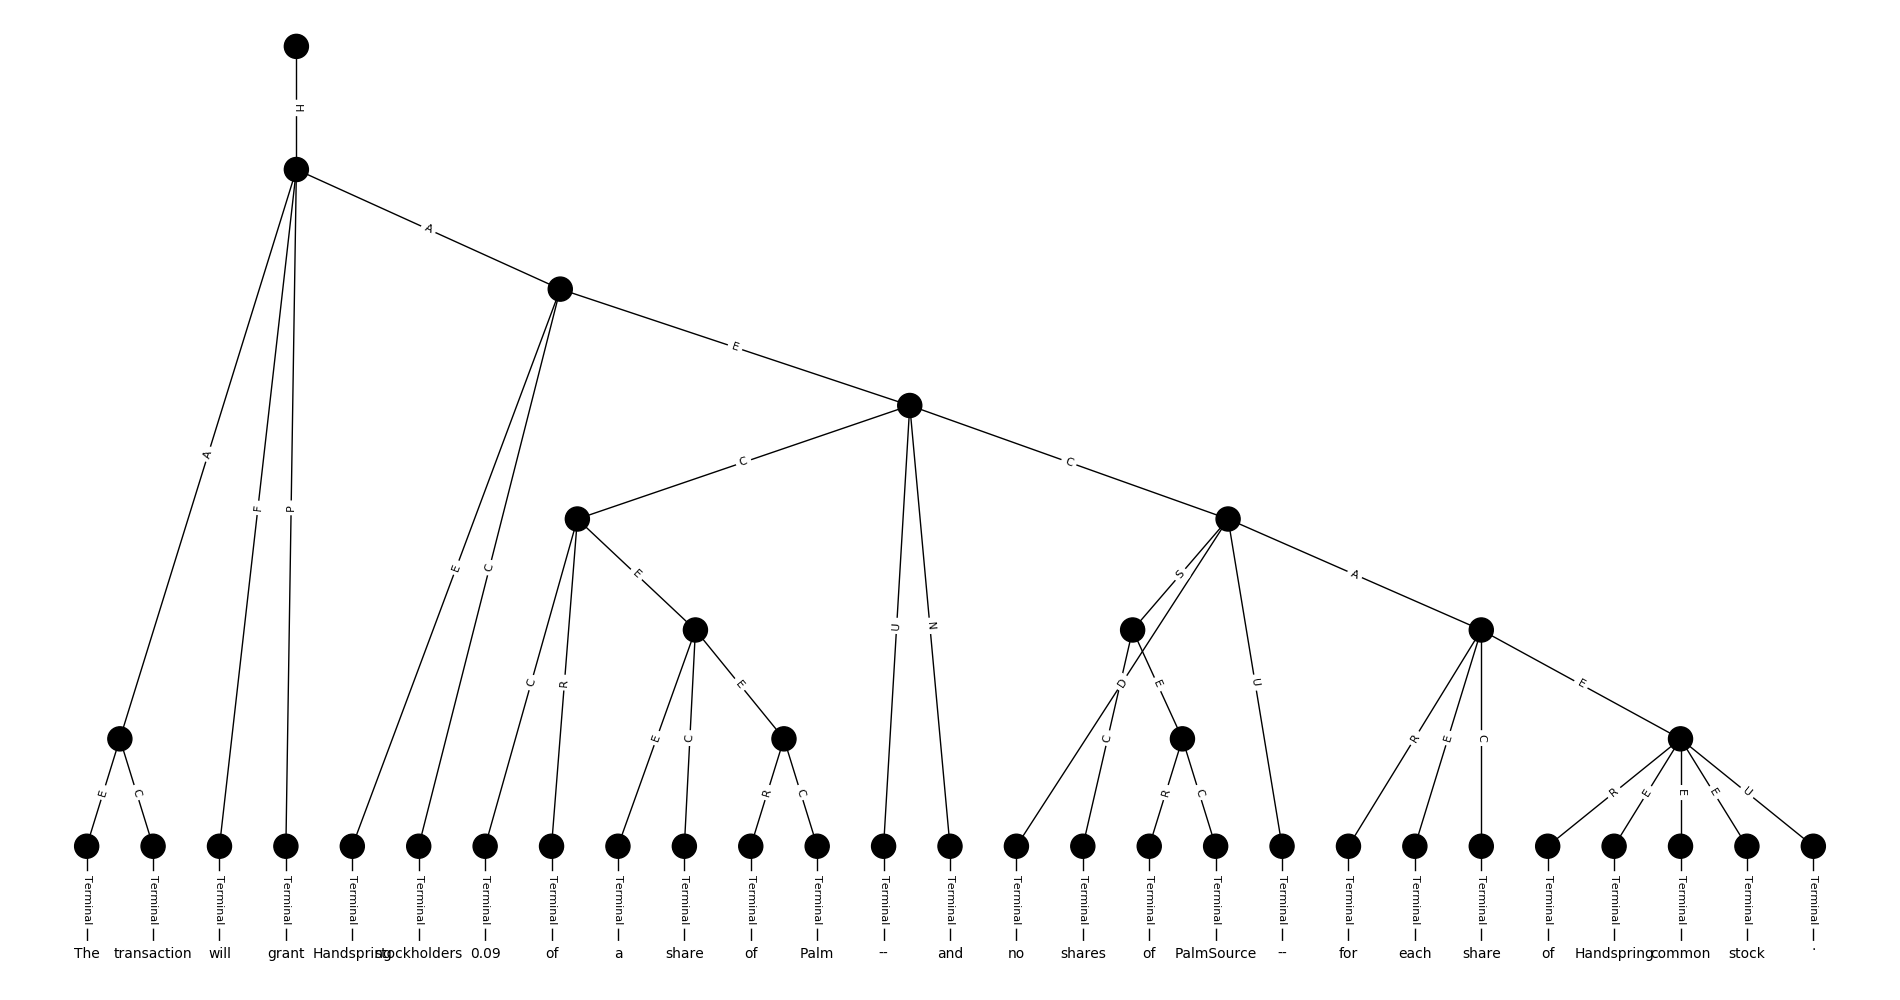 H
A
E
A
F
P
C
C
E
C
E
S
A
U
N
C
R
E
D
E
U
E
E
C
C
R
E
C
E
C
R
C
R
C
R
E
E
E
U
Terminal Terminal Terminal Terminal Terminal Terminal Terminal Terminal Terminal Terminal Terminal Terminal Terminal Terminal Terminal Terminal Terminal Terminal Terminal Terminal Terminal Terminal Terminal Terminal Terminal Terminal Terminal
The transaction will grant Handspring stockholders 0.09 of a share of Palm -- and no shares of PalmSource -- for each share of Handspring common stock .